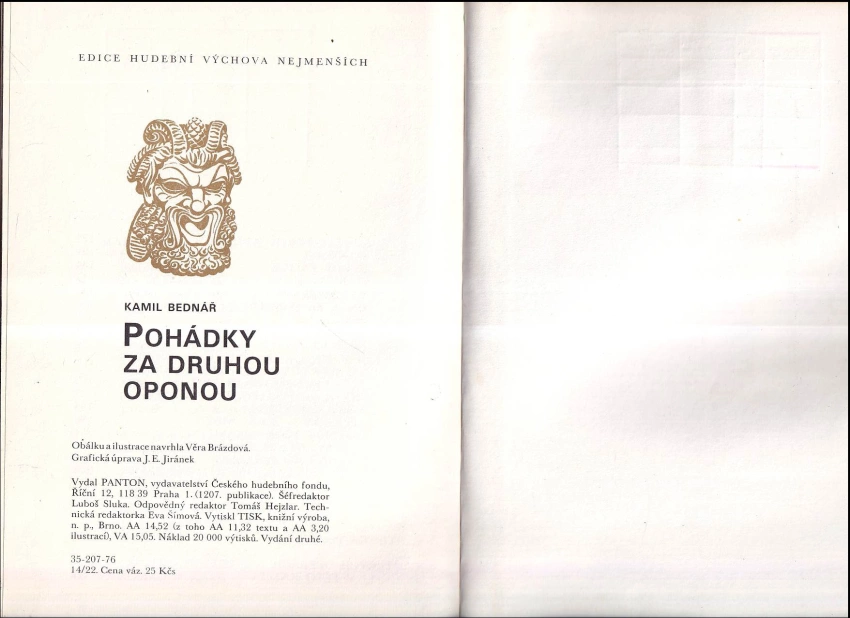 EDICE HUDEBNÍ VÝCHOVA NEJMENŠÍCH
KAMIL BEDNÁŘ
POHÁDKY
ZA DRUHOU
OPONOU
Obálku a ilustrace navrhla Věra Brázdová.
Grafická úprava J. E. Jiránek
Vydal PANTON, vydavatelství Českého hudebního fondu,
Říční 12, 118 39 Praha 1. (1207. publikace). Šéfredaktor
Luboš Sluka. Odpovědný redaktor Tomáš Hejzlar. Tech-
nická redaktorka Eva Šímová. Vytiskl TISK, knižní výroba,
n. p., Brno. AA 14,52 (z toho AA 11,32 textu a AA 3,20
ilustrací), VA 15,05. Náklad 20 000 výtisků. Vydání druhé.
35-207-76
14/22. Cena váz. 25 Kčs